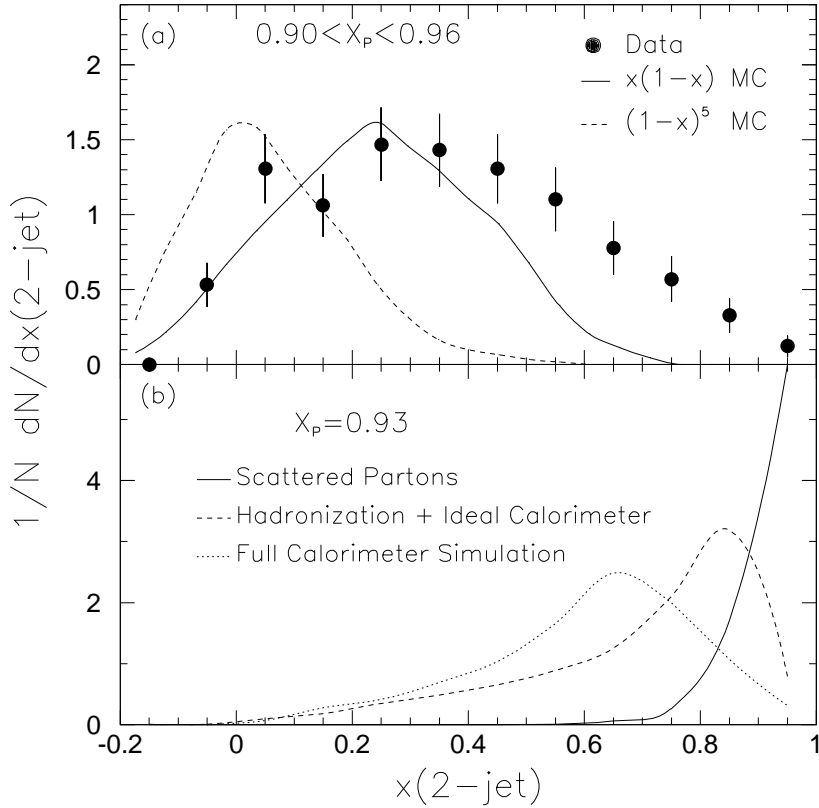 (a)
0.90<X_P<0.96
Data
x(1-x) MC
(1-x)^5 MC
2
1.5
1
0.5
0
1/N dN/dx(2-jet)
(b)
X_P=0.93
Scattered Partons
Hadronization + Ideal Calorimeter
Full Calorimeter Simulation
4
2
0
-0.2 0 0.2 0.4 0.6 0.8 1
x(2-jet)